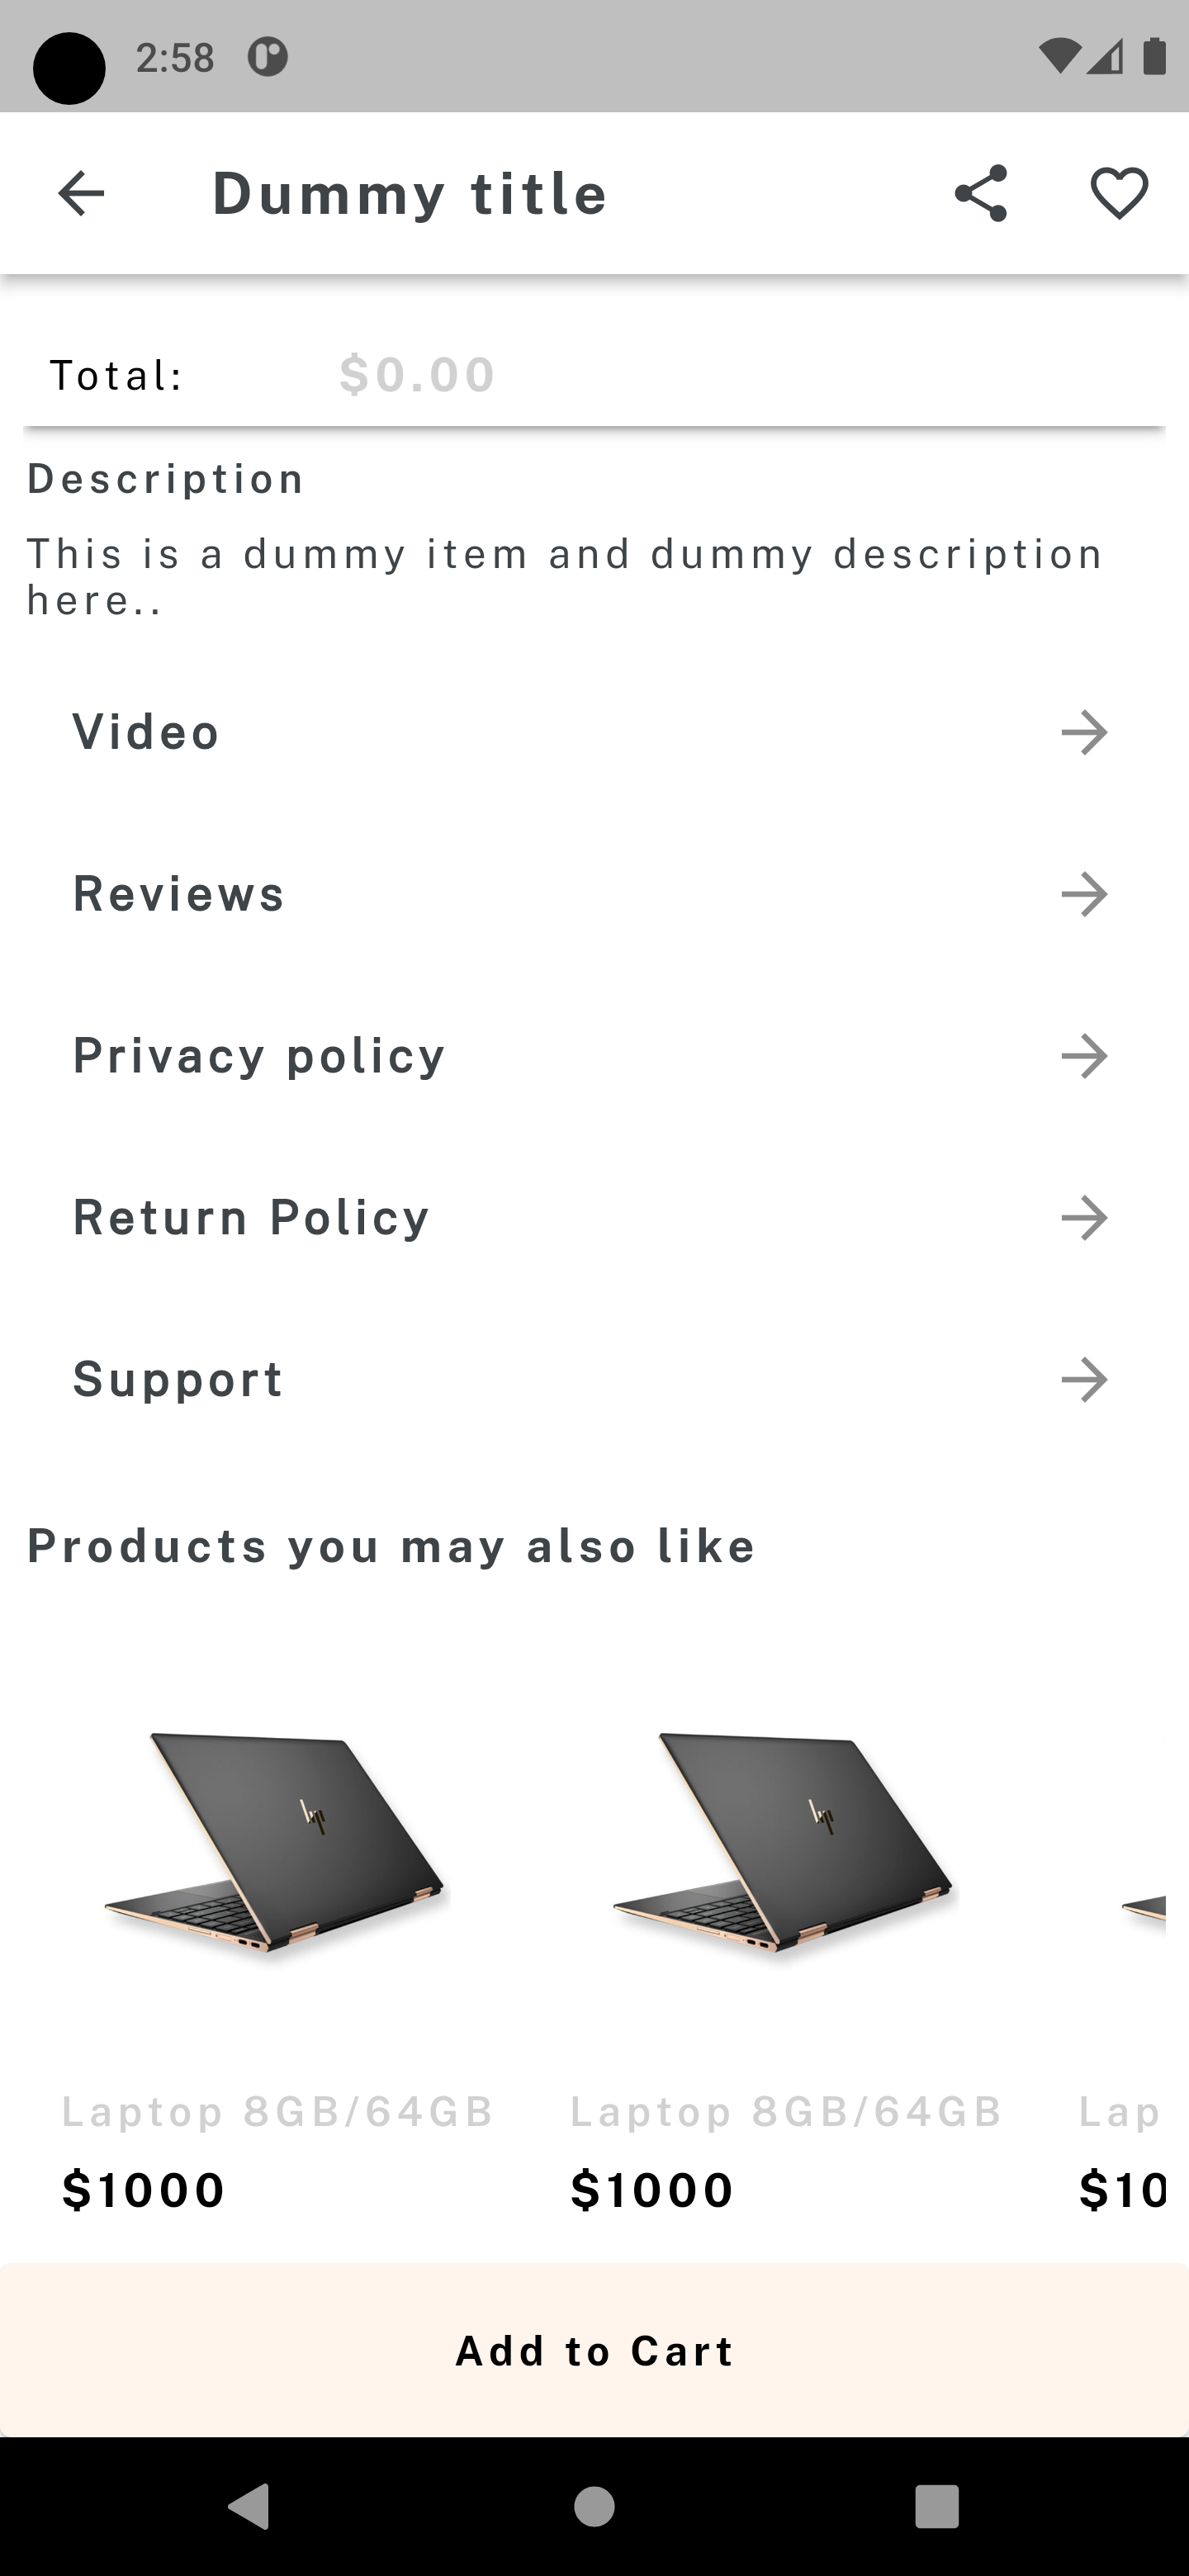 2:58
Dummy title
Total: $0.00
Description
This is a dummy item and dummy description
here..
Video
Reviews
Privacy policy
Return Policy
Support
Products you may also like
Laptop 8GB/64GB Laptop 8GB/64GB Lap
$1000 $1000 $10
Add to Cart